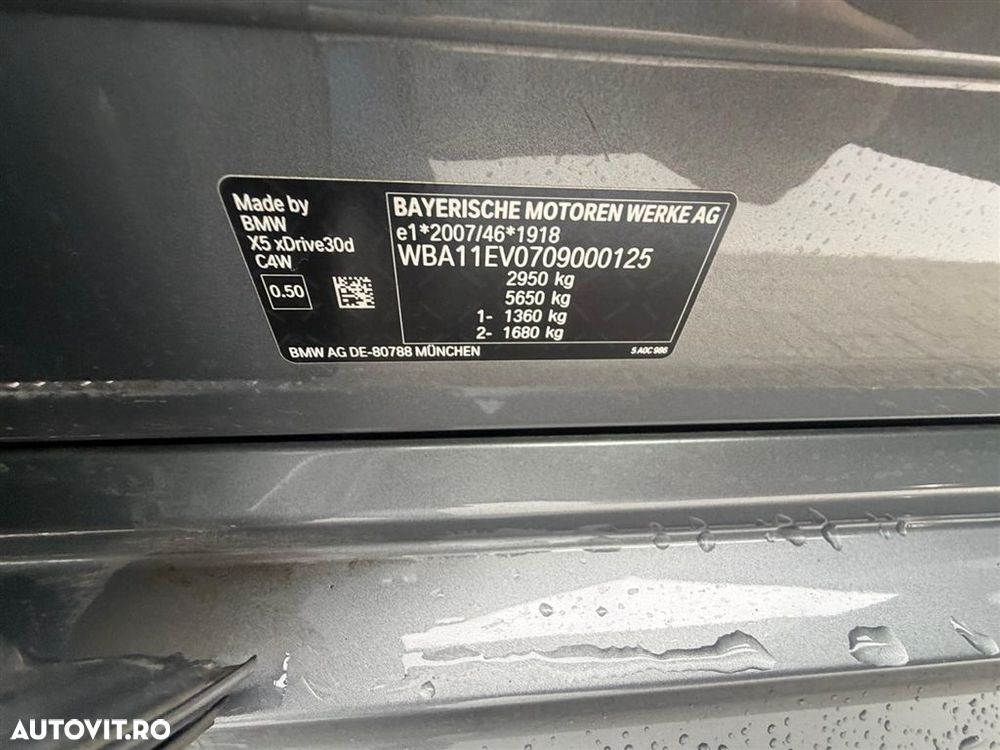 Made by
BMW
X5 xDrive30d
C4W
0.50
BAYERISCHE MOTOREN WERKE AG
e1*2007/46*1918
WBA11EV0709000125
2950 kg
5650 kg
1- 1360 kg
2- 1680 kg
BMW AG DE-80788 MÜNCHEN
5 A0C 986
AUTOVIT.RO